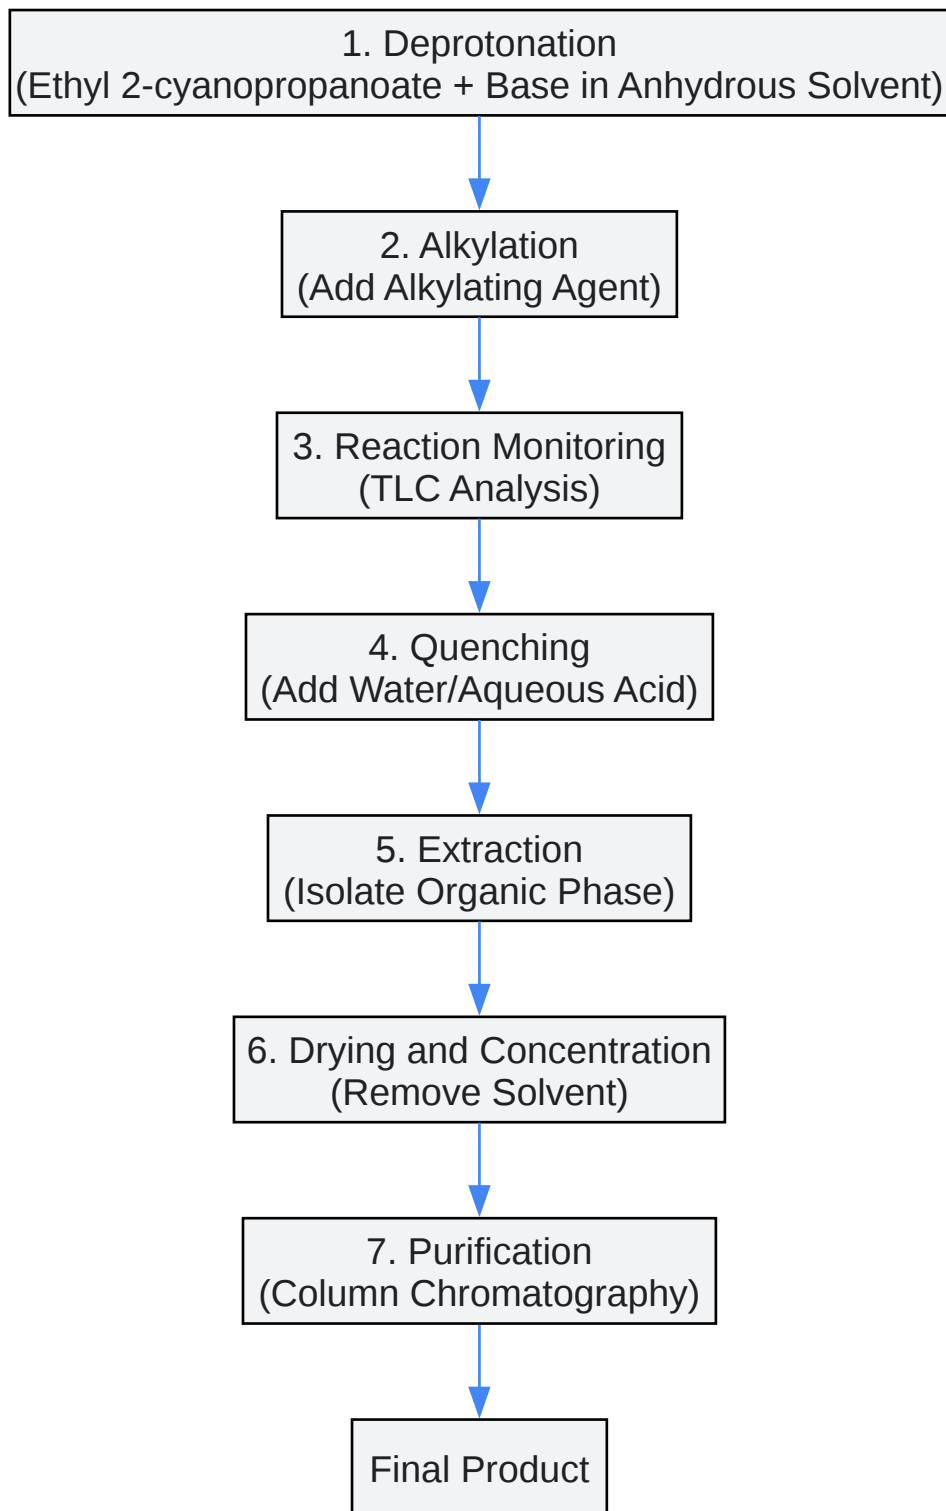 1. Deprotonation
(Ethyl 2-cyanopropanoate + Base in Anhydrous Solvent)
2. Alkylation
(Add Alkylating Agent)
3. Reaction Monitoring
(TLC Analysis)
4. Quenching
(Add Water/Aqueous Acid)
5. Extraction
(Isolate Organic Phase)
6. Drying and Concentration
(Remove Solvent)
7. Purification
(Column Chromatography)
Final Product